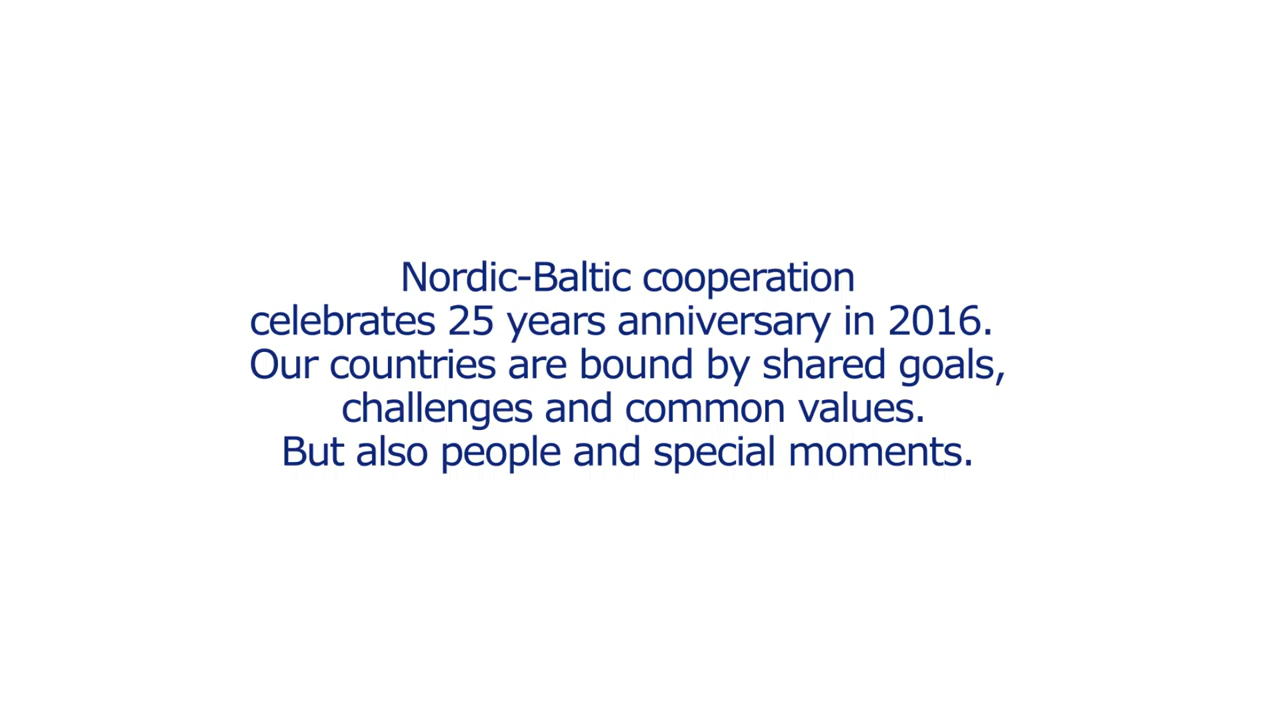 Nordic-Baltic cooperation
celebrates 25 years anniversary in 2016.
Our countries are bound by shared goals,
challenges and common values.
But also people and special moments.